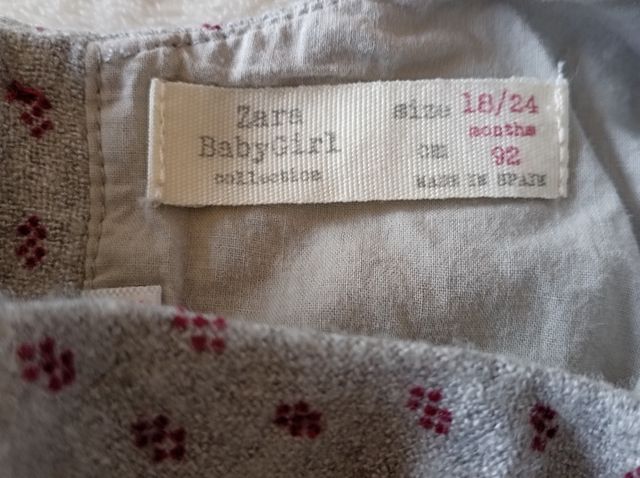 Zara
BabyGirl
collection
size 18/24
months
cm 92
MADE IN SPAIN